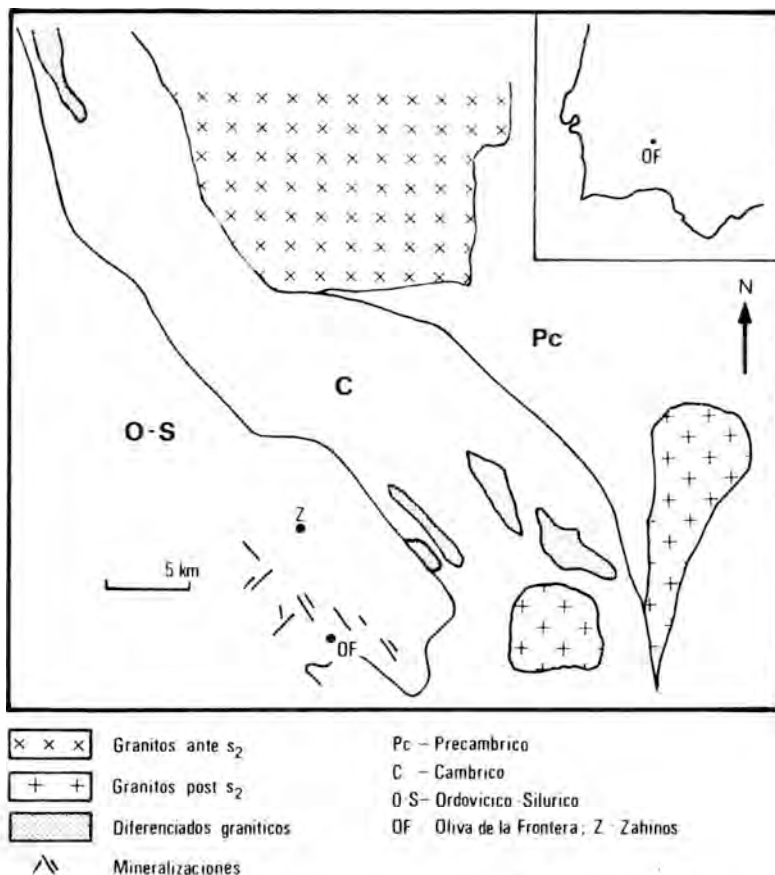 OF
N
Pc
C
O-S
Z
5 km
OF
Granitos ante s₂
Granitos post s₂
Diferenciados graniticos
Mineralizaciones
Pc – Precambrico
C – Cambrico
O-S – Ordovicico-Silurico
OF Oliva de la Frontera; Z - Zahinos